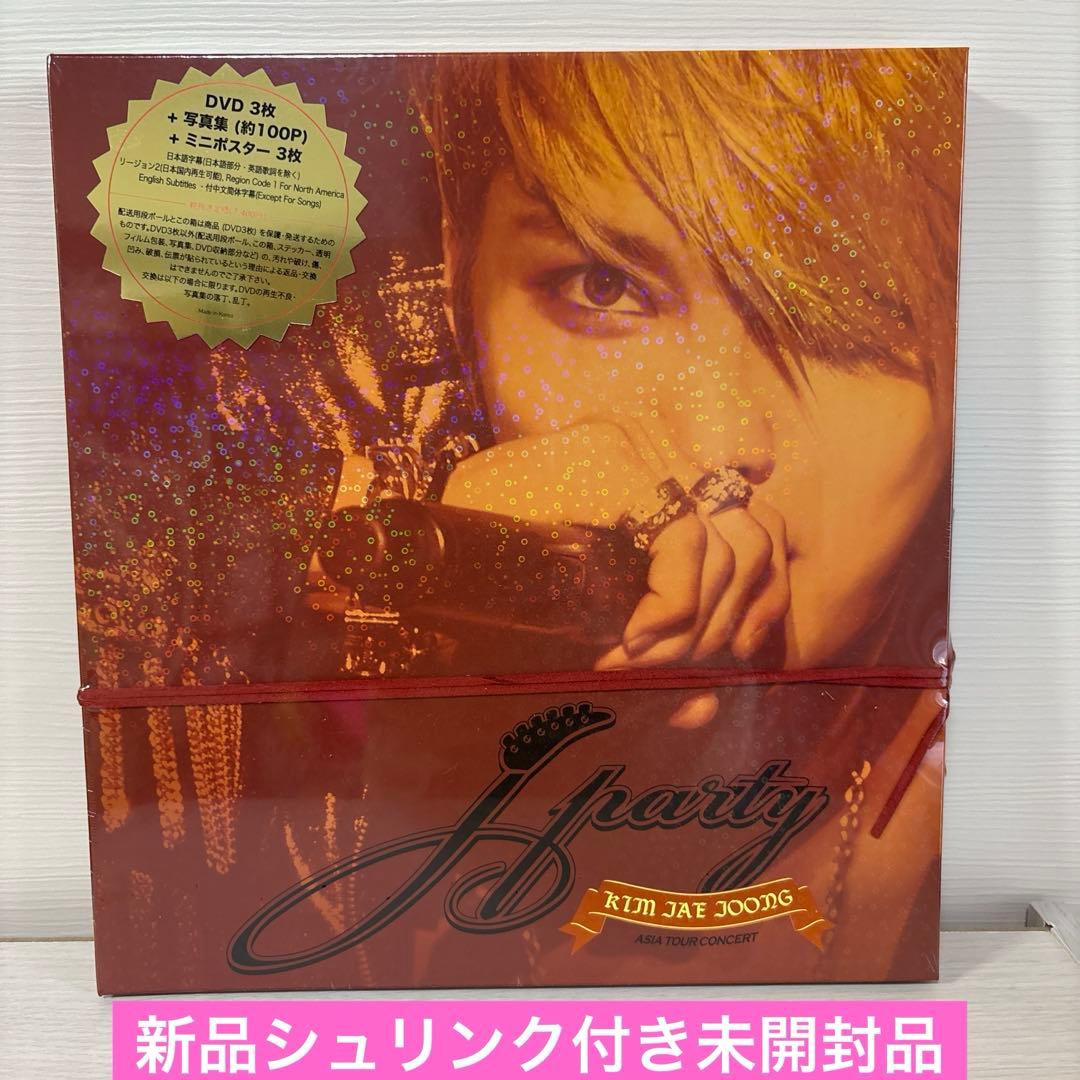 DVD 3枚
+ 写真集 (約100P)
+ ミニポスター 3枚
日本語字幕(日本語部分・英語歌詞を除く)
リージョン2(日本国内再生可能), Region Code 1 For North America
English Subtitles ・付中文简体字幕(Except For Songs)
配送用段ボールとこの箱は商品 (DVD3枚) を保護・発送するための
ものです。DVD3枚以外(配送用段ボール、この箱、ステッカー、透明
フィルム包装、写真集、DVD収納部分など) の、汚れや破け、傷、
凹み、破損、伝票が貼られているという理由による返品・交換
はできませんのでご了承下さい。
交換は以下の場合に限ります。DVDの再生不良・
写真集の落丁、乱丁。
Made in Korea
J party
KIM JAE JOONG
ASIA TOUR CONCERT
新品シュリンク付き未開封品